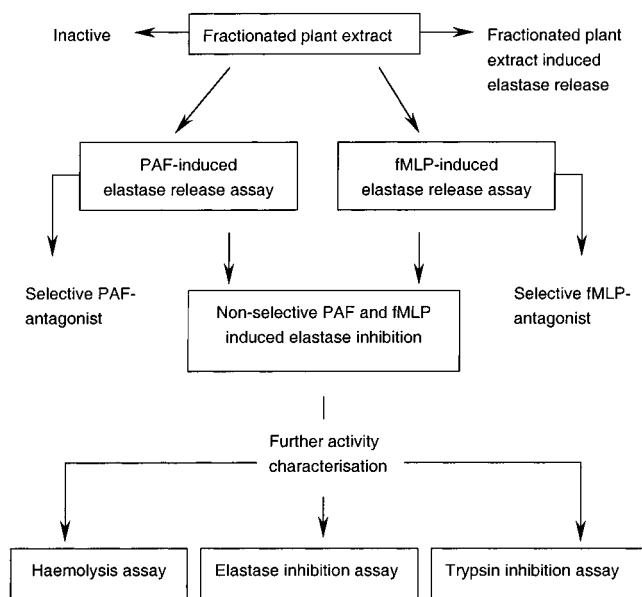 Inactive
Fractionated plant extract
Fractionated plant
extract induced
elastase release
PAF-induced
elastase release assay
fMLP-induced
elastase release assay
Selective PAF-
antagonist
Non-selective PAF and fMLP
induced elastase inhibition
Selective fMLP-
antagonist
Further activity
characterisation
Haemolysis assay
Elastase inhibition assay
Trypsin inhibition assay